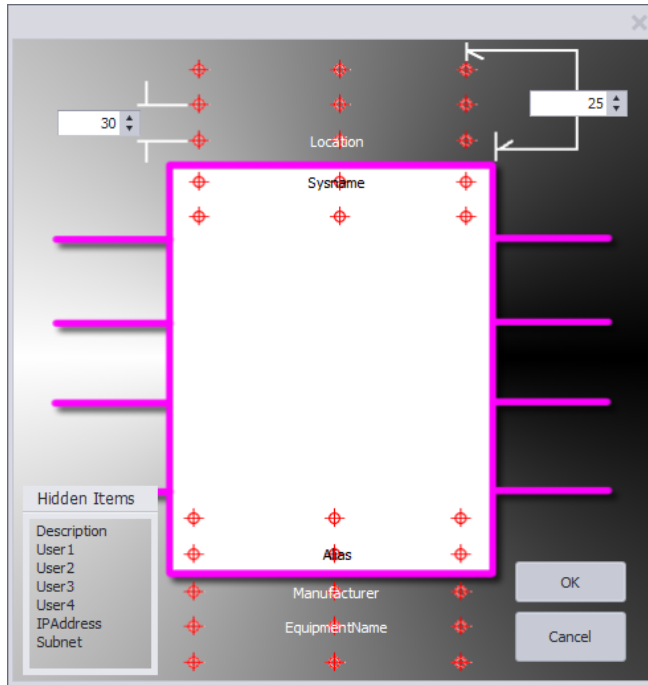 25
30
Location
Sysname
Hidden Items
Description
User1
User2
User3
User4
IPAddress
Subnet
Alias
Manufacturer
EquipmentName
OK
Cancel